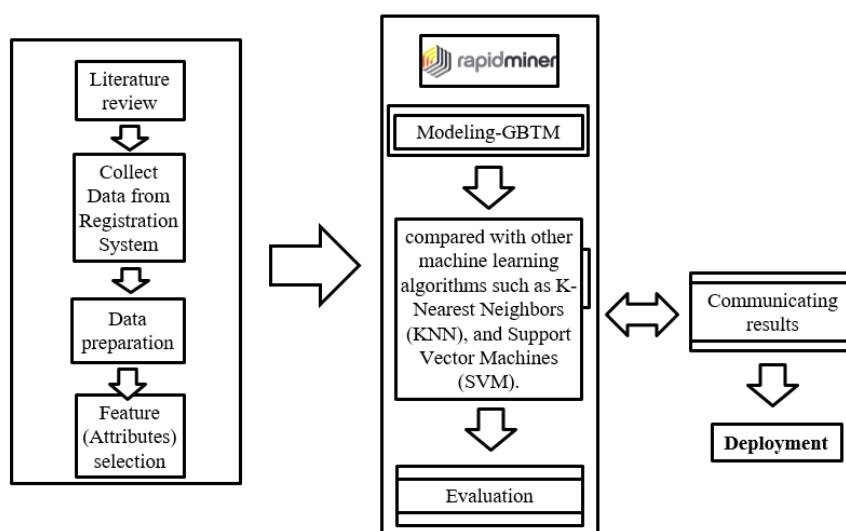 Literature
review
Collect
Data from
Registration
System
Data
preparation
Feature
(Attributes)
selection
rapidminer
Modeling-GBTM
compared with other
machine learning
algorithms such as K-
Nearest Neighbors
(KNN), and Support
Vector Machines
(SVM).
Evaluation
Communicating
results
Deployment